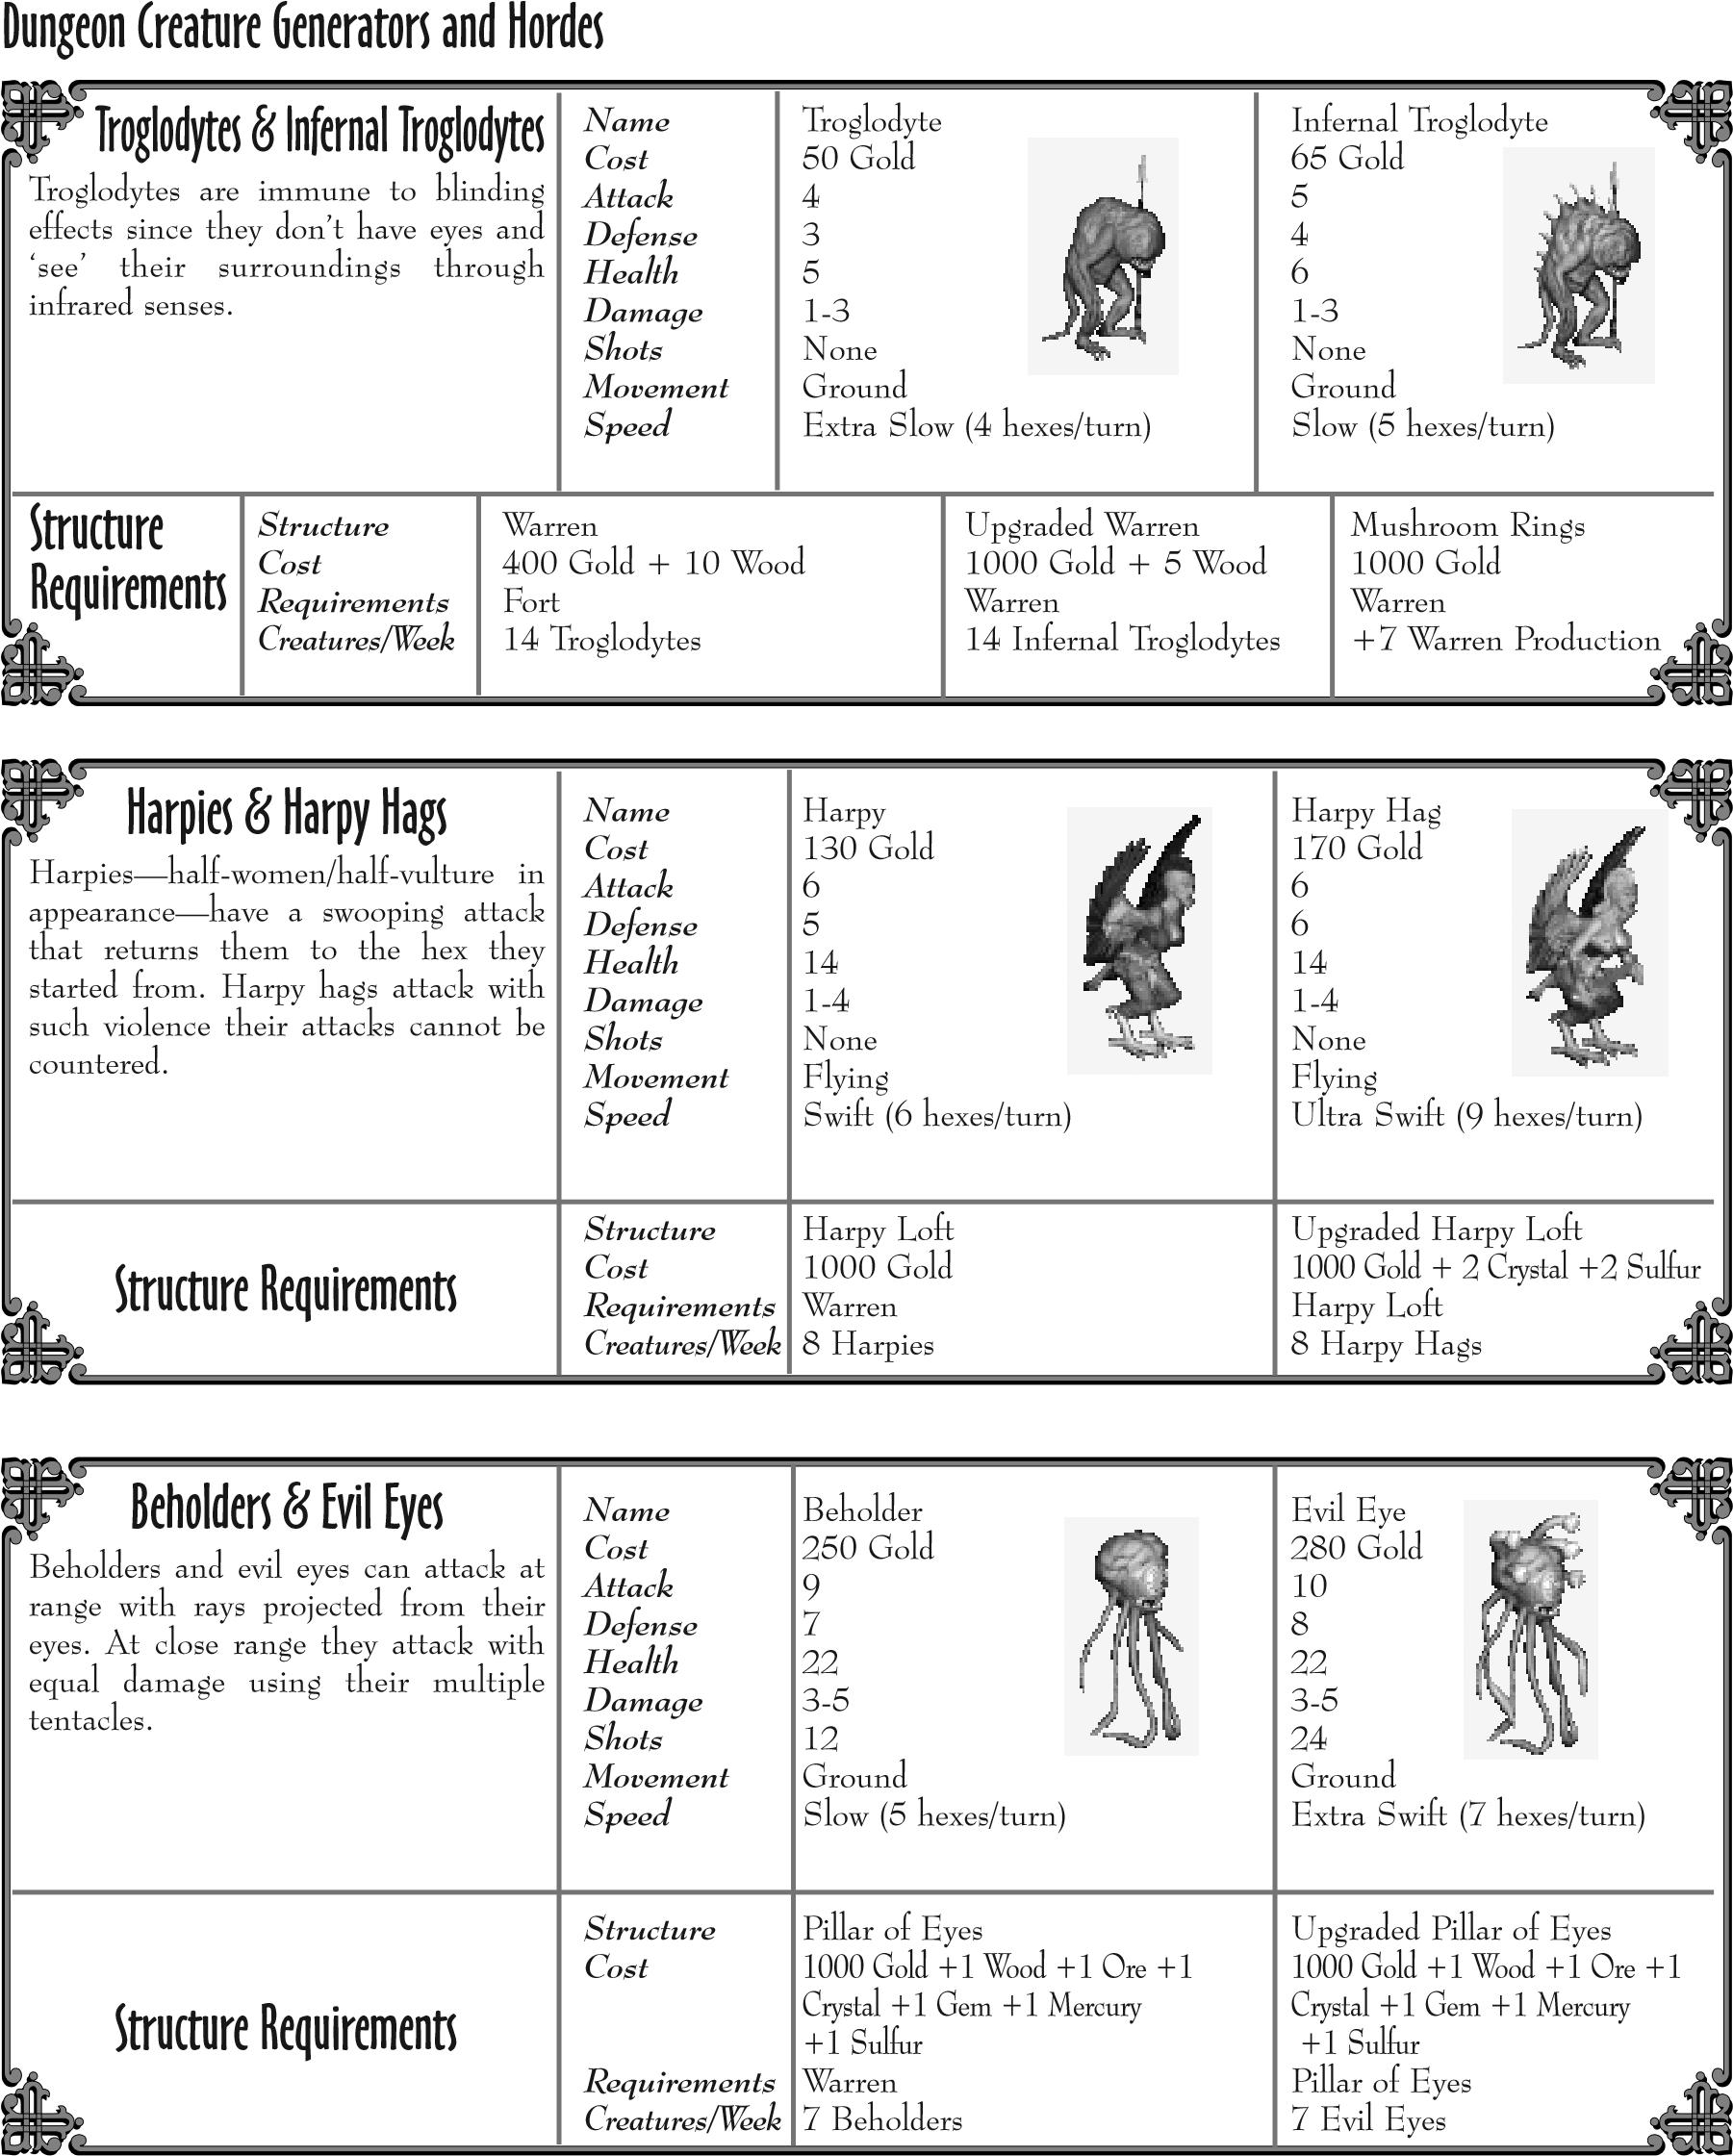 Dungeon Creature Generators and Hordes
Troglodytes & Infernal Troglodytes
Troglodytes are immune to blinding
effects since they don't have eyes and
'see' their surroundings through
infrared senses.
Name Troglodyte Infernal Troglodyte
Cost 50 Gold 65 Gold
Attack 4 5
Defense 3 4
Health 5 6
Damage 1-3 1-3
Shots None None
Movement Ground Ground
Speed Extra Slow (4 hexes/turn) Slow (5 hexes/turn)
Structure
Requirements
Structure Warren Upgraded Warren Mushroom Rings
Cost 400 Gold + 10 Wood 1000 Gold + 5 Wood 1000 Gold
Requirements Fort Warren Warren
Creatures/Week 14 Troglodytes 14 Infernal Troglodytes +7 Warren Production
Harpies & Harpy Hags
Harpies—half-women/half-vulture in
appearance—have a swooping attack
that returns them to the hex they
started from. Harpy hags attack with
such violence their attacks cannot be
countered.
Name Harpy Harpy Hag
Cost 130 Gold 170 Gold
Attack 6 6
Defense 5 6
Health 14 14
Damage 1-4 1-4
Shots None None
Movement Flying Flying
Speed Swift (6 hexes/turn) Ultra Swift (9 hexes/turn)
Structure Requirements
Structure Harpy Loft Upgraded Harpy Loft
Cost 1000 Gold 1000 Gold + 2 Crystal +2 Sulfur
Requirements Warren Harpy Loft
Creatures/Week 8 Harpies 8 Harpy Hags
Beholders & Evil Eyes
Beholders and evil eyes can attack at
range with rays projected from their
eyes. At close range they attack with
equal damage using their multiple
tentacles.
Name Beholder Evil Eye
Cost 250 Gold 280 Gold
Attack 9 10
Defense 7 8
Health 22 22
Damage 3-5 3-5
Shots 12 24
Movement Ground Ground
Speed Slow (5 hexes/turn) Extra Swift (7 hexes/turn)
Structure Requirements
Structure Pillar of Eyes Upgraded Pillar of Eyes
Cost 1000 Gold +1 Wood +1 Ore +1 1000 Gold +1 Wood +1 Ore +1
Crystal +1 Gem +1 Mercury Crystal +1 Gem +1 Mercury
+1 Sulfur +1 Sulfur
Requirements Warren Pillar of Eyes
Creatures/Week 7 Beholders 7 Evil Eyes